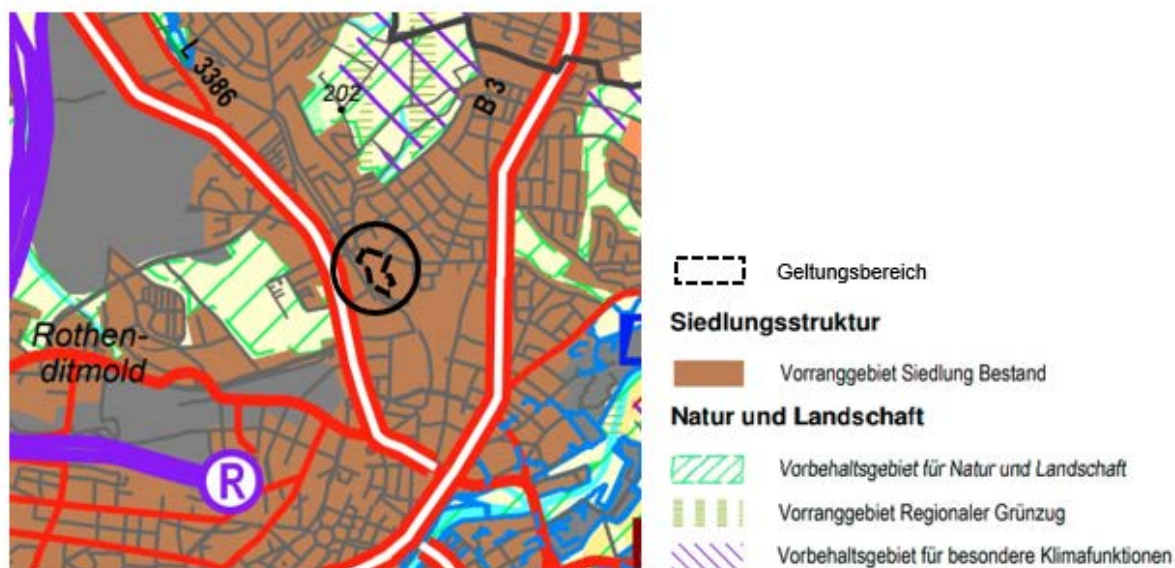 L 3386
202
B 3
Rothen-
ditmold
R
Geltungsbereich
Siedlungsstruktur
Vorranggebiet Siedlung Bestand
Natur und Landschaft
Vorbehaltsgebiet für Natur und Landschaft
Vorranggebiet Regionaler Grünzug
Vorbehaltsgebiet für besondere Klimafunktionen